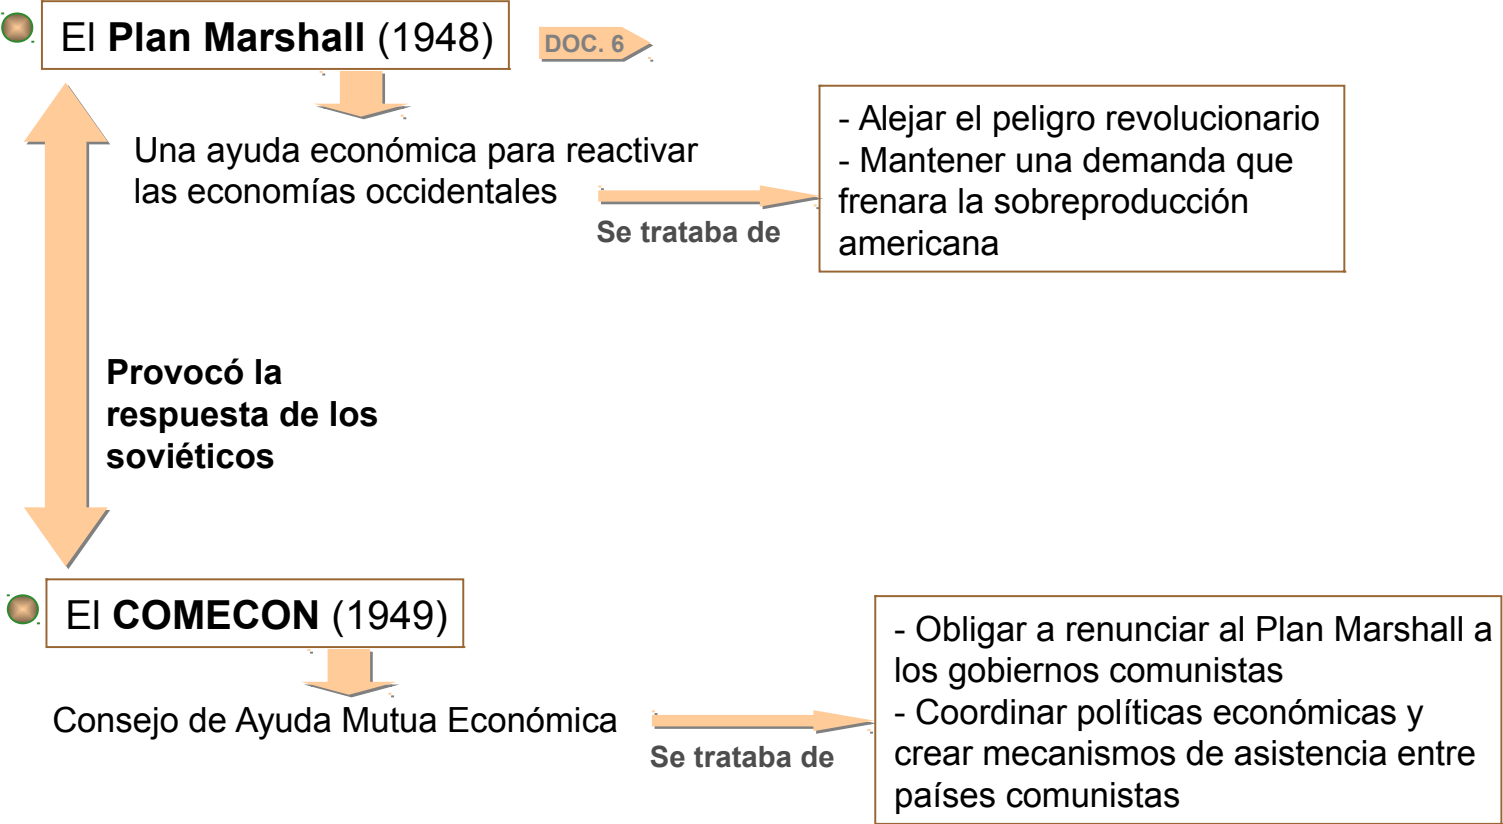 El Plan Marshall (1948)
DOC. 6
Una ayuda económica para reactivar
las economías occidentales
Se trataba de
- Alejar el peligro revolucionario
- Mantener una demanda que
frenara la sobreproducción
americana
Provocó la
respuesta de los
soviéticos
El COMECON (1949)
Consejo de Ayuda Mutua Económica
Se trataba de
- Obligar a renunciar al Plan Marshall a
los gobiernos comunistas
- Coordinar políticas económicas y
crear mecanismos de asistencia entre
países comunistas